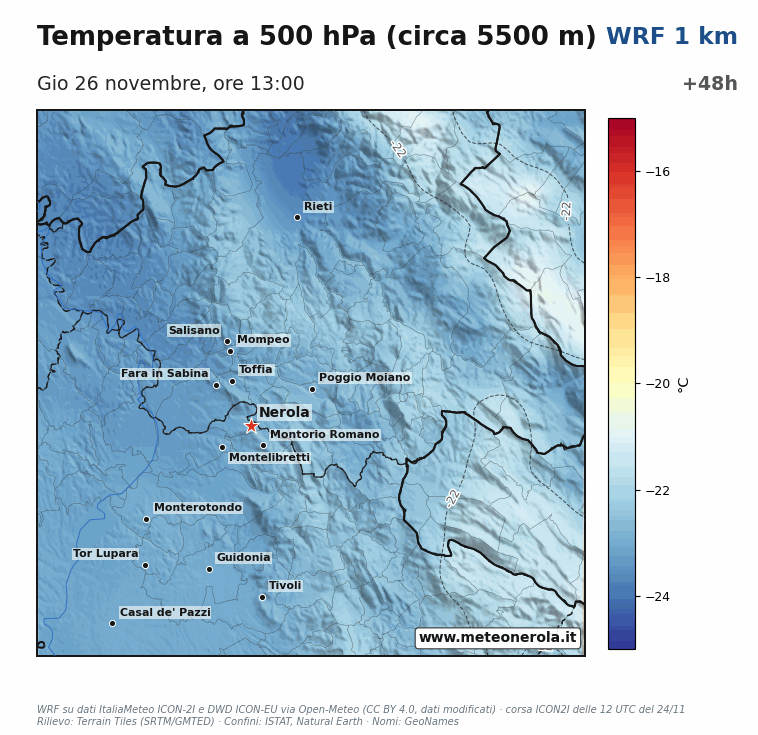 Temperatura a 500 hPa (circa 5500 m) WRF 1 km
Gio 26 novembre, ore 13:00 +48h
-22
-22
Rieti
Salisano
Mompeo
Fara in Sabina
Toffia
Poggio Moiano
Nerola
Montorio Romano
Montelibretti
-22
Monterotondo
Tor Lupara
Guidonia
Tivoli
Casal de' Pazzi
www.meteonerola.it
−16
−18
−20
°C
−22
−24
WRF su dati ItaliaMeteo ICON-2I e DWD ICON-EU via Open-Meteo (CC BY 4.0, dati modificati) · corsa ICON2I delle 12 UTC del 24/11
Rilievo: Terrain Tiles (SRTM/GMTED) · Confini: ISTAT, Natural Earth · Nomi: GeoNames